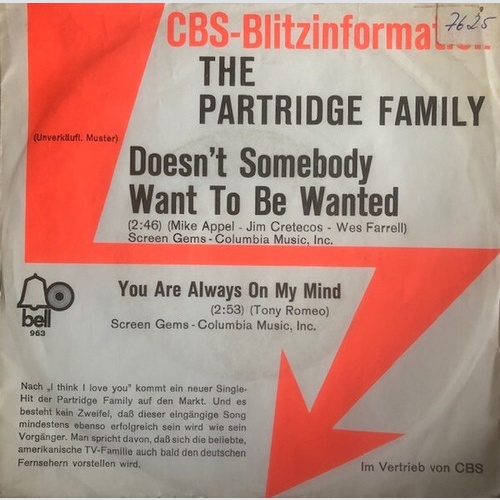 CBS-Blitzinformation
7625
THE
PARTRIDGE FAMILY
(Unverkäufl. Muster)
Doesn't Somebody
Want To Be Wanted
(2:46) (Mike Appel - Jim Cretecos - Wes Farrell)
Screen Gems - Columbia Music, Inc.
You Are Always On My Mind
(2:53) (Tony Romeo)
Screen Gems - Columbia Music, Inc.
bell
963
Nach „I think I love you" kommt ein neuer Single-
Hit der Partridge Family auf den Markt. Und es
besteht kein Zweifel, daß dieser eingängige Song
mindestens ebenso erfolgreich sein wird wie sein
Vorgänger. Man spricht davon, daß sich die beliebte,
amerikanische TV-Familie auch bald den deutschen
Fernsehern vorstellen wird.
Im Vertrieb von CBS